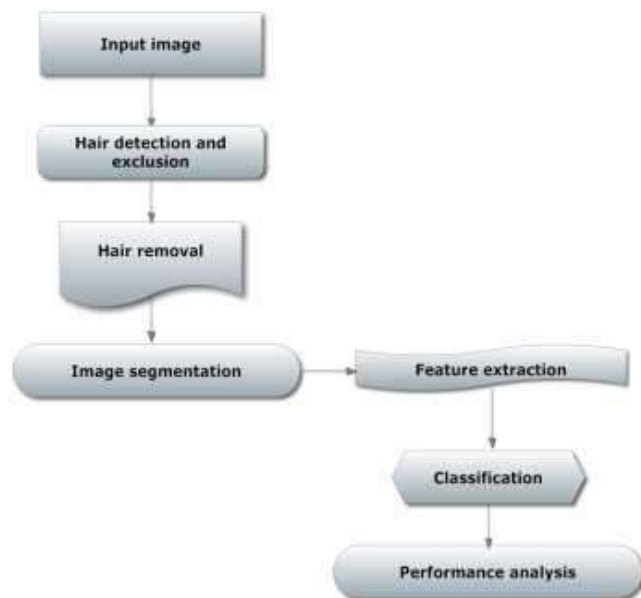 Input image
Hair detection and
exclusion
Hair removal
Image segmentation
Feature extraction
Classification
Performance analysis